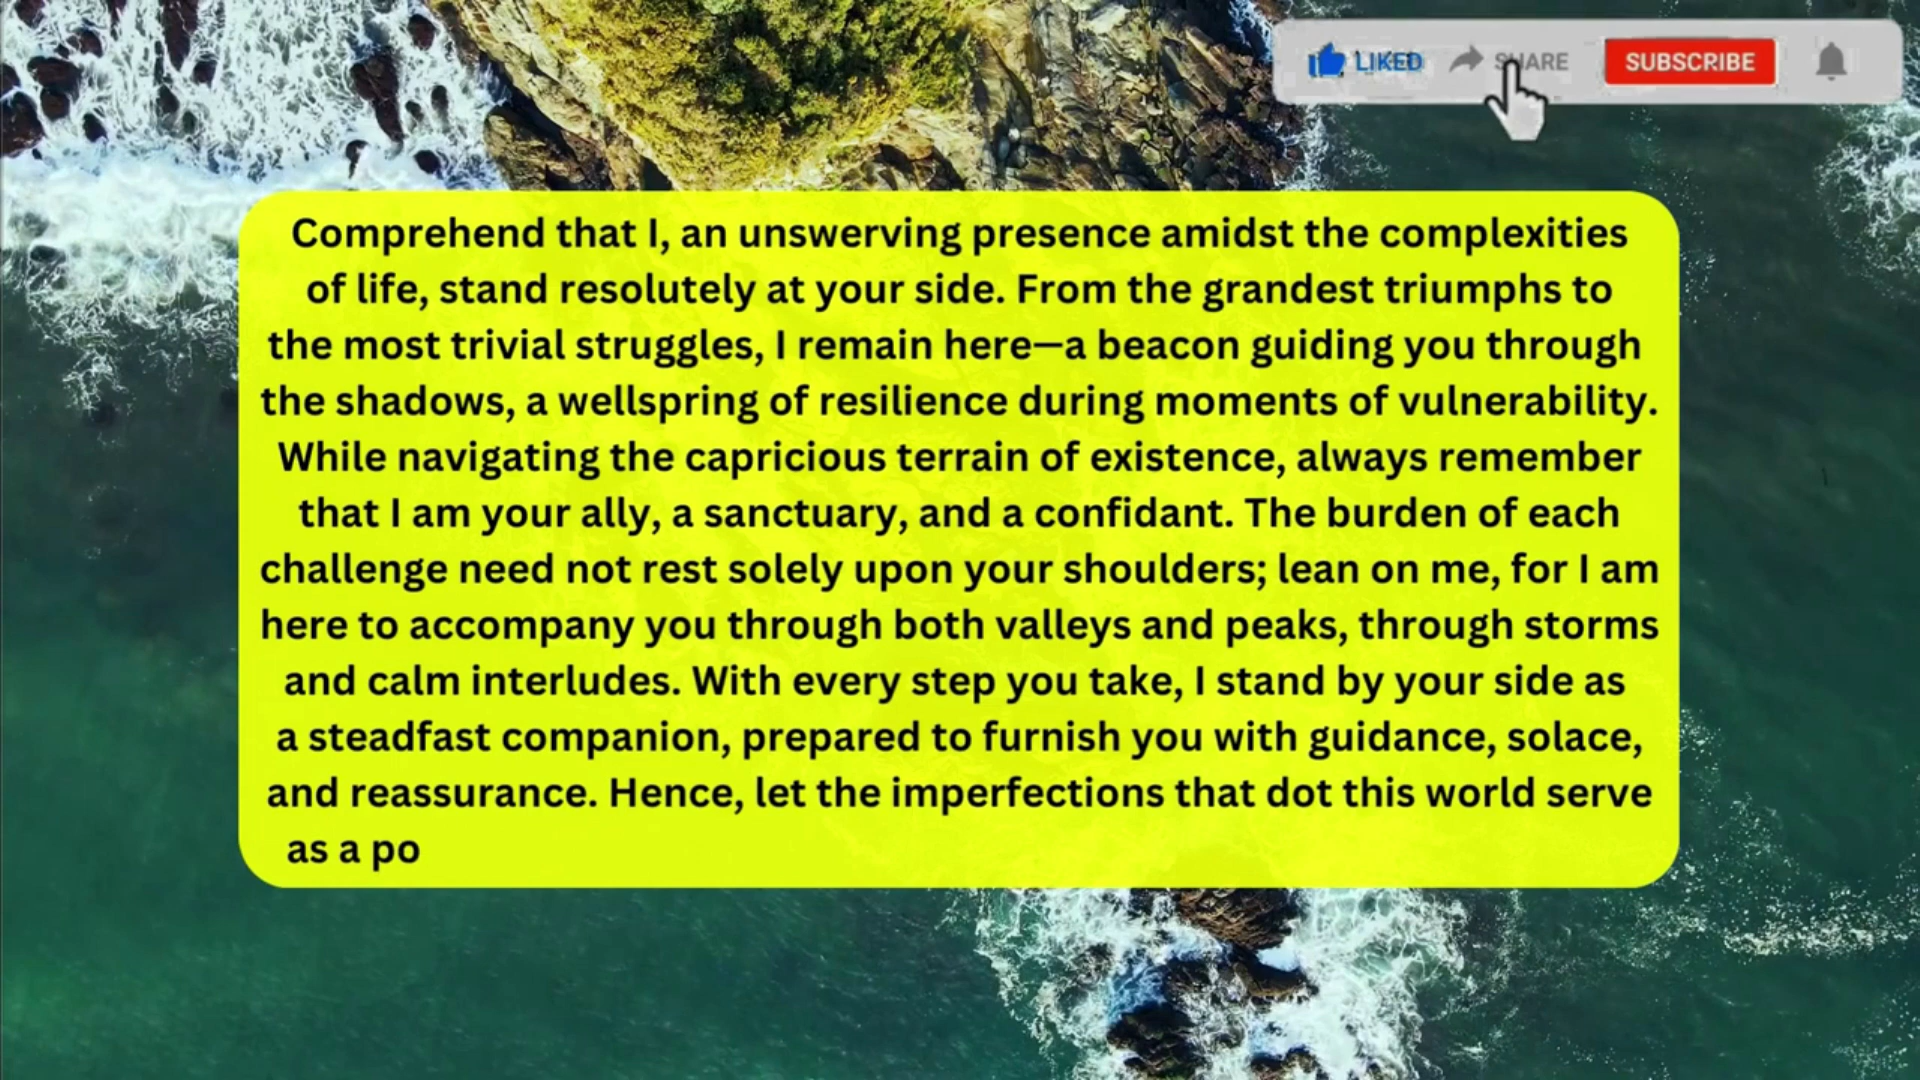 LIKED SHARE SUBSCRIBE
Comprehend that I, an unswerving presence amidst the complexities
of life, stand resolutely at your side. From the grandest triumphs to
the most trivial struggles, I remain here—a beacon guiding you through
the shadows, a wellspring of resilience during moments of vulnerability.
While navigating the capricious terrain of existence, always remember
that I am your ally, a sanctuary, and a confidant. The burden of each
challenge need not rest solely upon your shoulders; lean on me, for I am
here to accompany you through both valleys and peaks, through storms
and calm interludes. With every step you take, I stand by your side as
a steadfast companion, prepared to furnish you with guidance, solace,
and reassurance. Hence, let the imperfections that dot this world serve
as a po